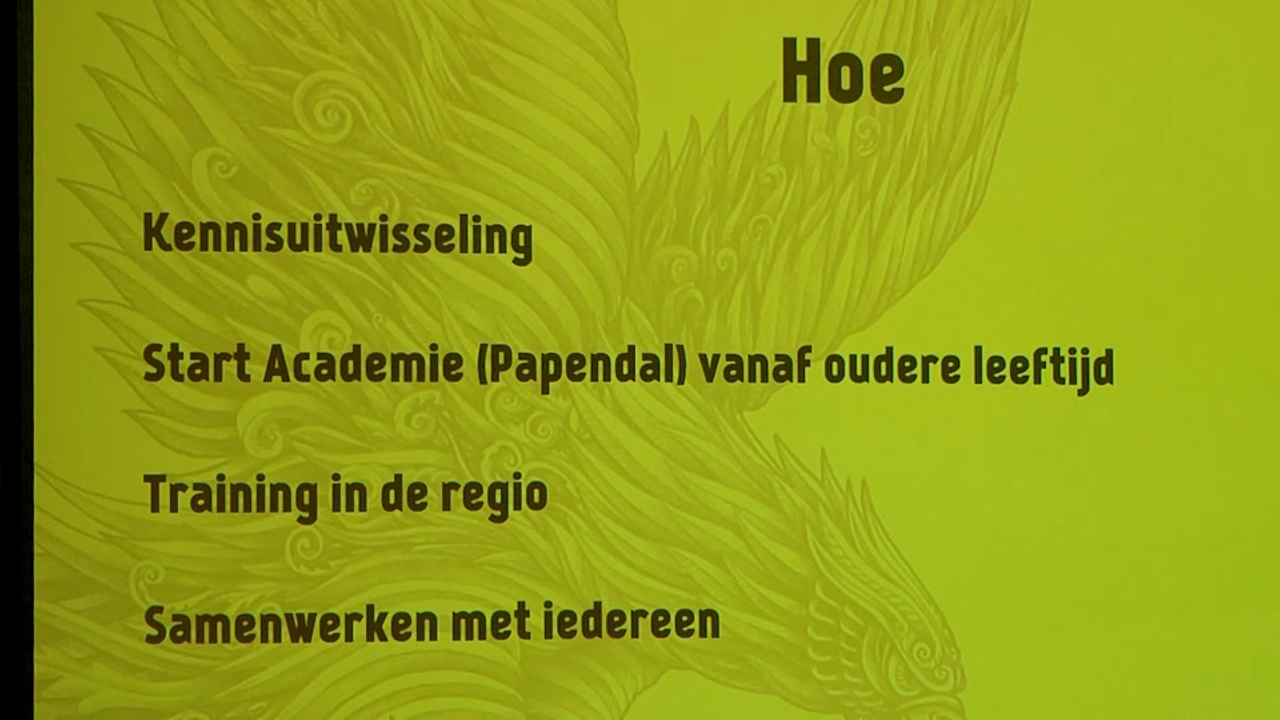 Hoe
Kennisuitwisseling
Start Academie (Papendal) vanaf oudere leeftijd
Training in de regio
Samenwerken met iedereen